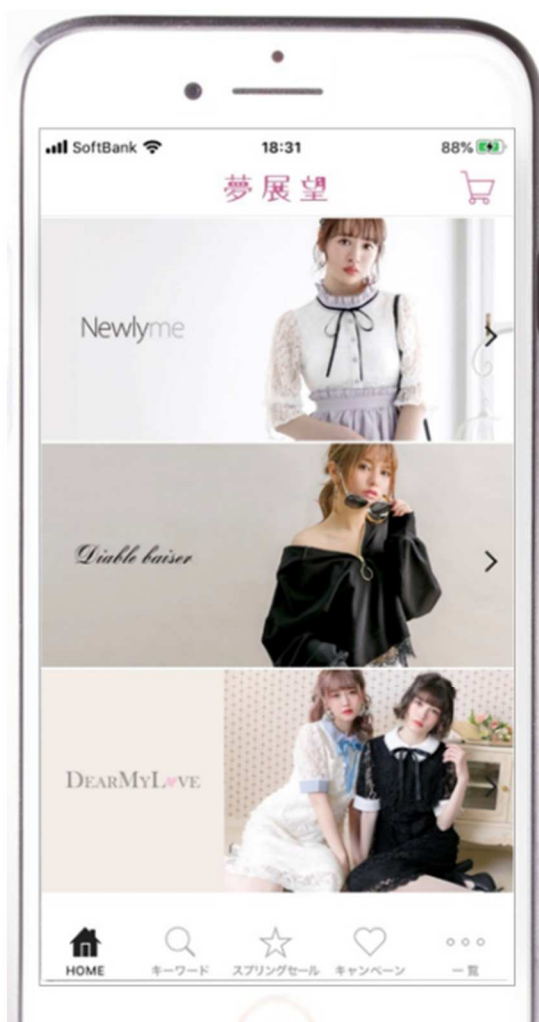 SoftBank
18:31
88%
夢展望
Newlyme
Diable baiser
DEARMYLOVE
HOME
キーワード
スプリングセール
キャンペーン
一覧